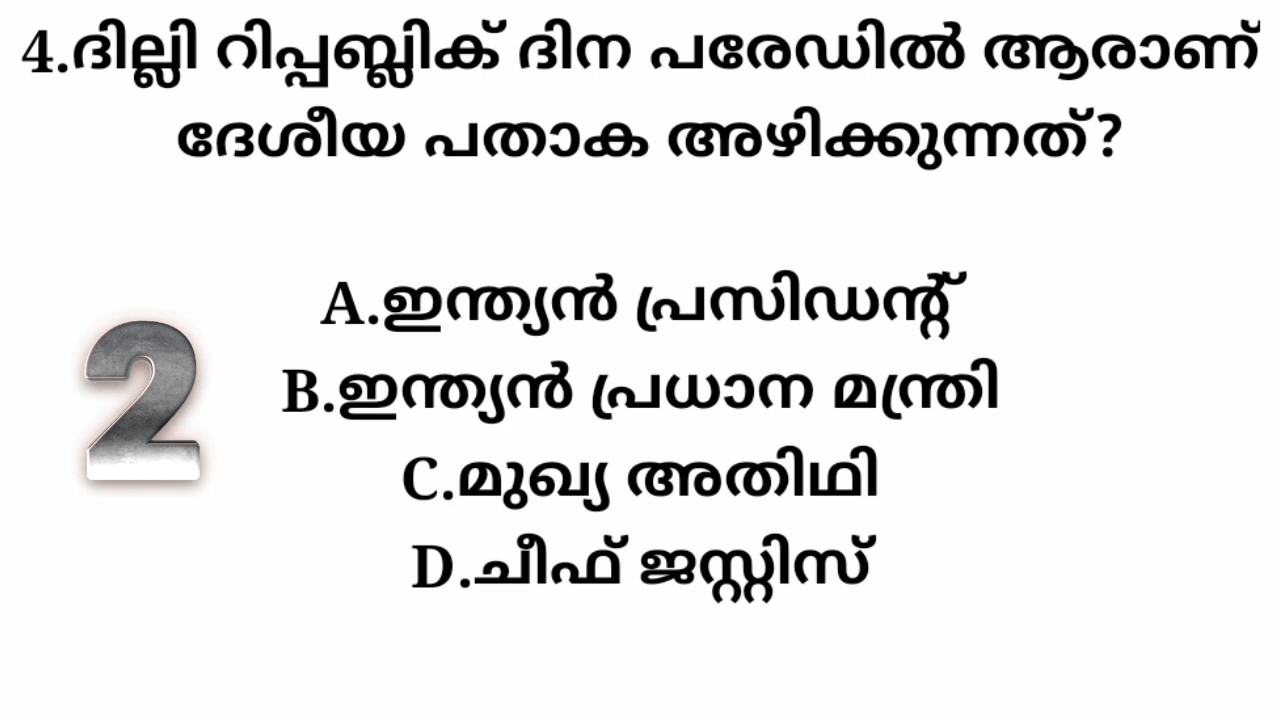 4.ദില്ലി റിപ്പബ്ലിക് ദിന പരേഡിൽ ആരാണ്
ദേശീയ പതാക അഴിക്കുന്നത്?
A.ഇന്ത്യൻ പ്രസിഡന്റ്
B.ഇന്ത്യൻ പ്രധാന മന്ത്രി
2
C.മുഖ്യ അതിഥി
D.ചീഫ് ജസ്റ്റിസ്